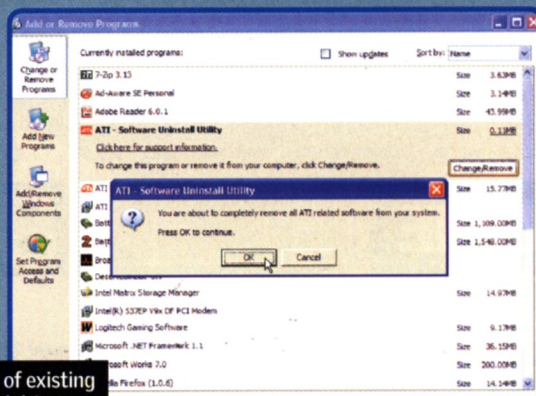 Add or Remove Programs
Currently installed programs:
Show updates
Sort by: Name
Change or
Remove
Programs
Add New
Programs
Add/Remove
Windows
Components
Set Program
Access and
Defaults
7-Zip 3.13 Size 3.63MB
Ad-Aware SE Personal Size 3.14MB
Adobe Reader 6.0.1 Size 43.99MB
ATI - Software Uninstall Utility Size 0.13MB
Click here for support information.
To change this program or remove it from your computer, click Change/Remove.
Change/Remove
ATI Size 15.77MB
ATI
Size 1,109.00MB
Size 1,548.00MB
ATI - Software Uninstall Utility
You are about to completely remove all ATI related software from your system.
Press OK to continue.
OK Cancel
Intel Matrix Storage Manager Size 14.97MB
Intel(R) 537EP V9x DF PCI Modem
Logitech Gaming Software Size 9.17MB
Microsoft .NET Framework 1.1 Size 36.15MB
osoft Works 7.0 Size 200.00MB
lla Firefox (1.0.6) Size 14.14MB
of existing